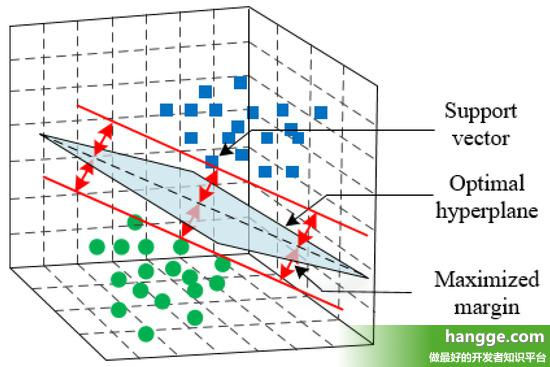 Support
vector
Optimal
hyperplane
Maximized
margin
hangge.com
做最好的开发者知识平台